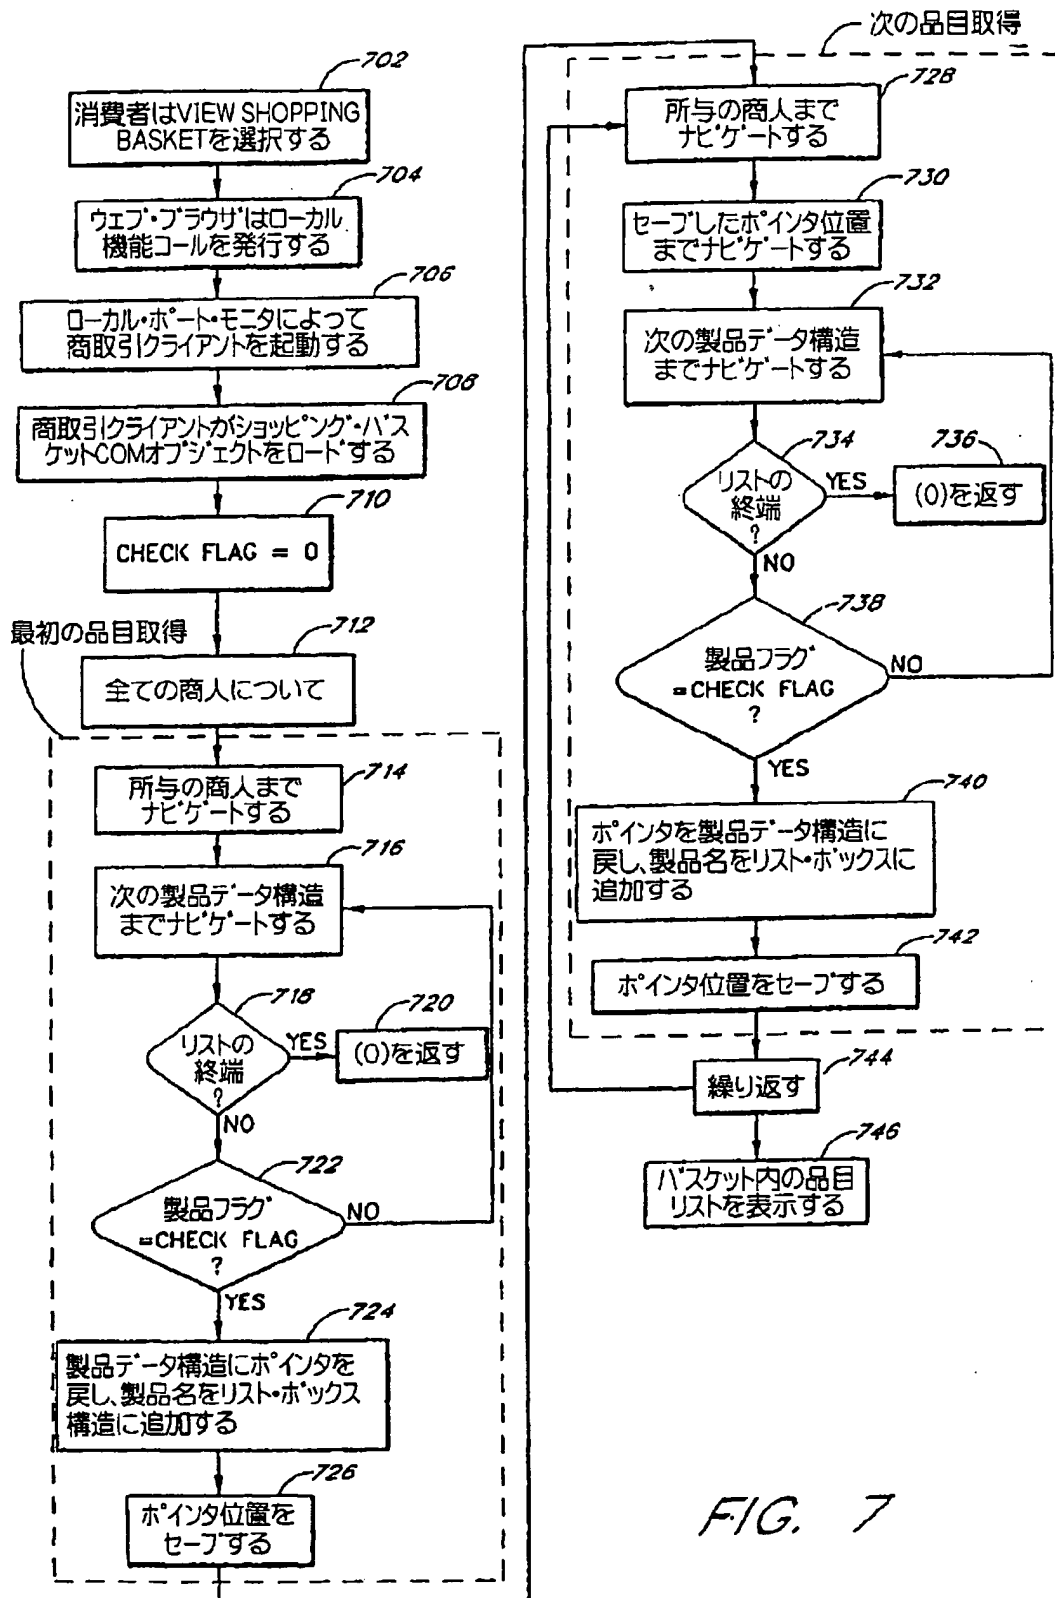 702
消費者はVIEW SHOPPING
BASKETを選択する
704
ウェブ・ブラウザはローカル
機能コールを発行する
706
ローカル・ポート・モニタによって
商取引クライアントを起動する
708
商取引クライアントがショッピング・バス
ケットCOMオブジェクトをロードする
710
CHECK FLAG = 0
最初の品目取得
712
全ての商人について
714
所与の商人まで
ナビゲートする
716
次の製品データ構造
までナビゲートする
718
リストの
終端
?
YES
720
(0)を返す
NO
722
製品フラグ
=CHECK FLAG
?
NO
YES
724
製品データ構造にポインタを
戻し、製品名をリスト・ボックス
構造に追加する
726
ポインタ位置を
セーブする
次の品目取得
728
所与の商人まで
ナビゲートする
730
セーブしたポインタ位置
までナビゲートする
732
次の製品データ構造
までナビゲートする
734
リストの
終端
?
YES
736
(0)を返す
NO
738
製品フラグ
=CHECK FLAG
?
NO
YES
740
ポインタを製品データ構造に
戻し、製品名をリスト・ボックスに
追加する
742
ポインタ位置をセーブする
744
繰り返す
746
バスケット内の品目
リストを表示する
FIG. 7